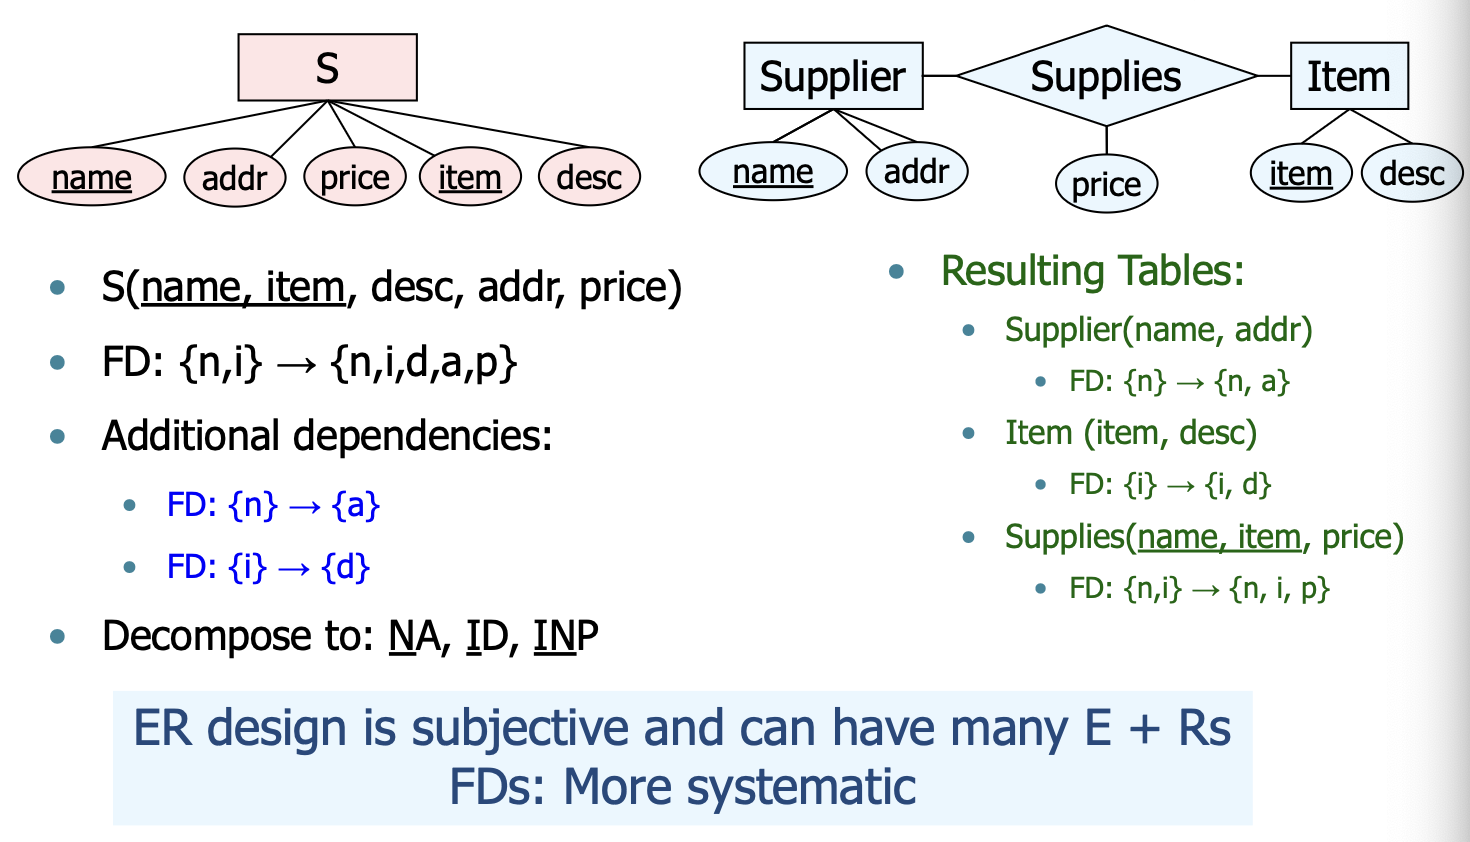 S
name
addr
price
item
desc
Supplier
Supplies
Item
name
addr
price
item
desc
• S(name, item, desc, addr, price)
• FD: {n,i} → {n,i,d,a,p}
• Additional dependencies:
• FD: {n} → {a}
• FD: {i} → {d}
• Decompose to: NA, ID, INP
• Resulting Tables:
• Supplier(name, addr)
• FD: {n} → {n, a}
• Item (item, desc)
• FD: {i} → {i, d}
• Supplies(name, item, price)
• FD: {n,i} → {n, i, p}
ER design is subjective and can have many E + Rs
FDs: More systematic